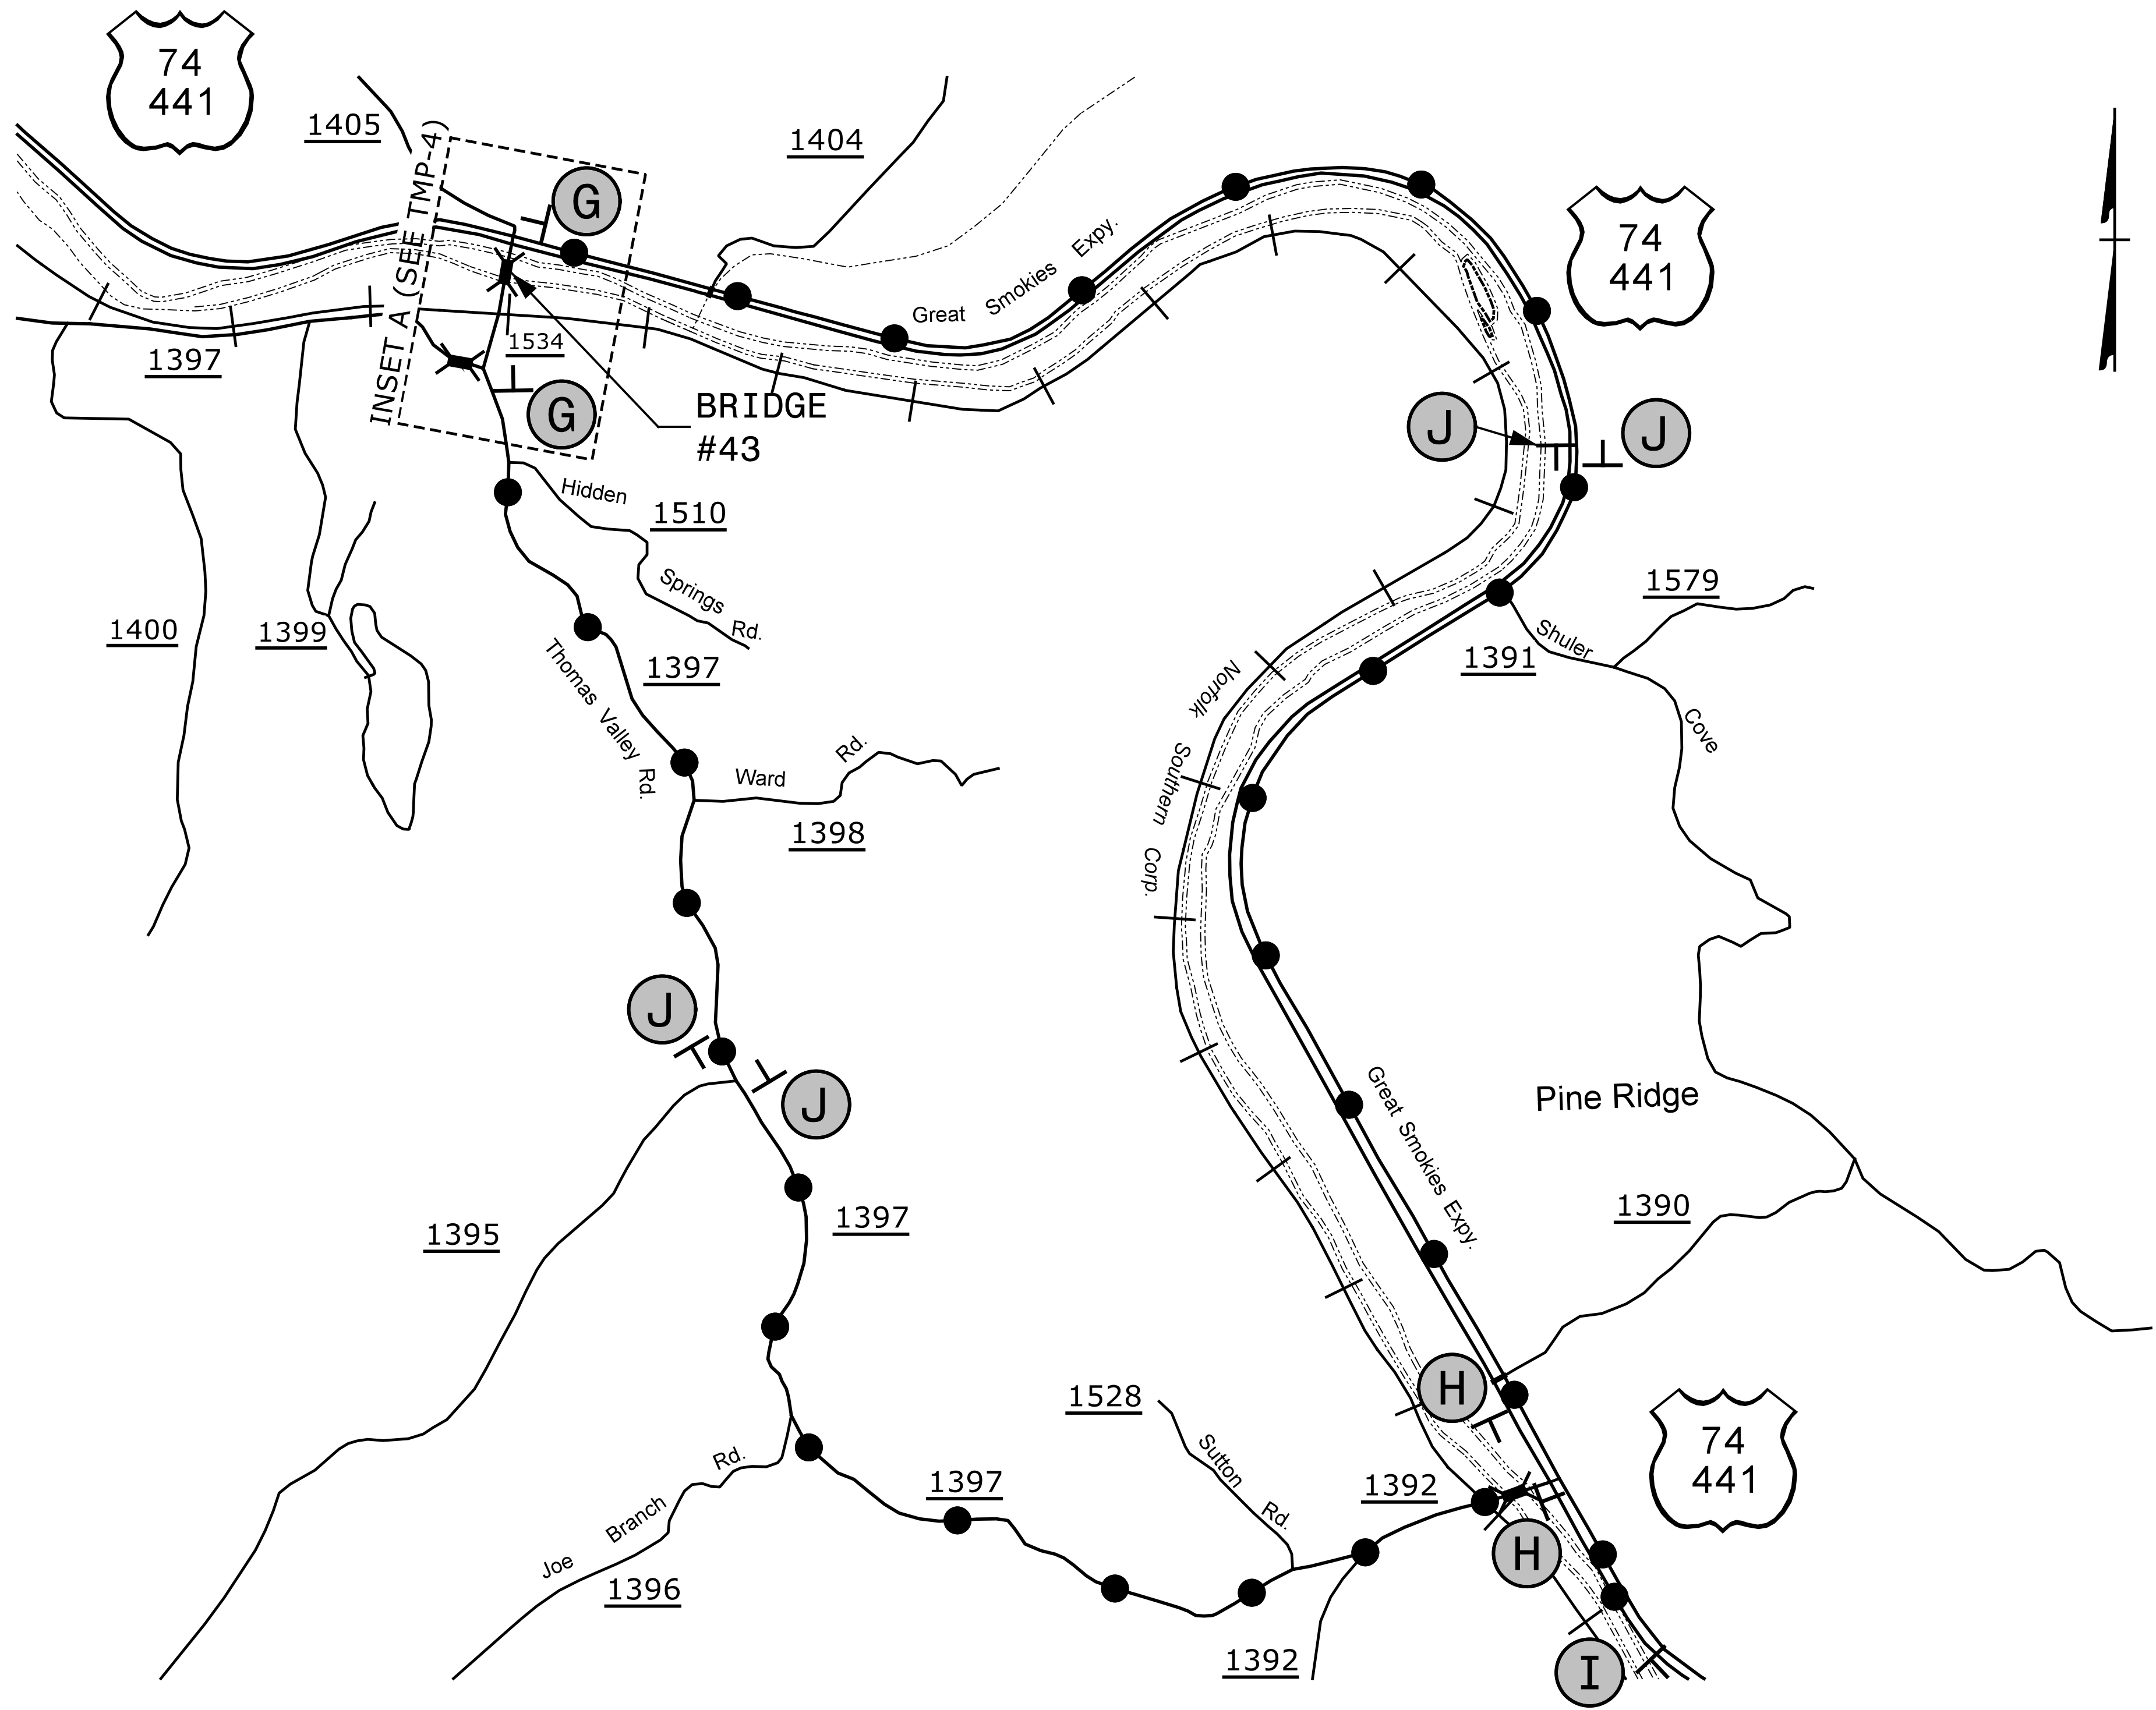 74
441
1405
1404
INSET A (SEE TMP-4)
G
Great Smokies Expy.
74
441
1397
1534
G
BRIDGE
#43
J
J
Hidden Springs Rd.
1510
1579
1400
1399
Thomas Valley Rd.
1397
1391
Shuler Cove
Norfolk Southern Corp.
Ward Rd.
1398
J
J
Great Smokies Expy.
Pine Ridge
1395
1397
1390
H
1528
Sutton Rd.
74
441
Joe Branch Rd.
1397
1392
H
1396
1392
I